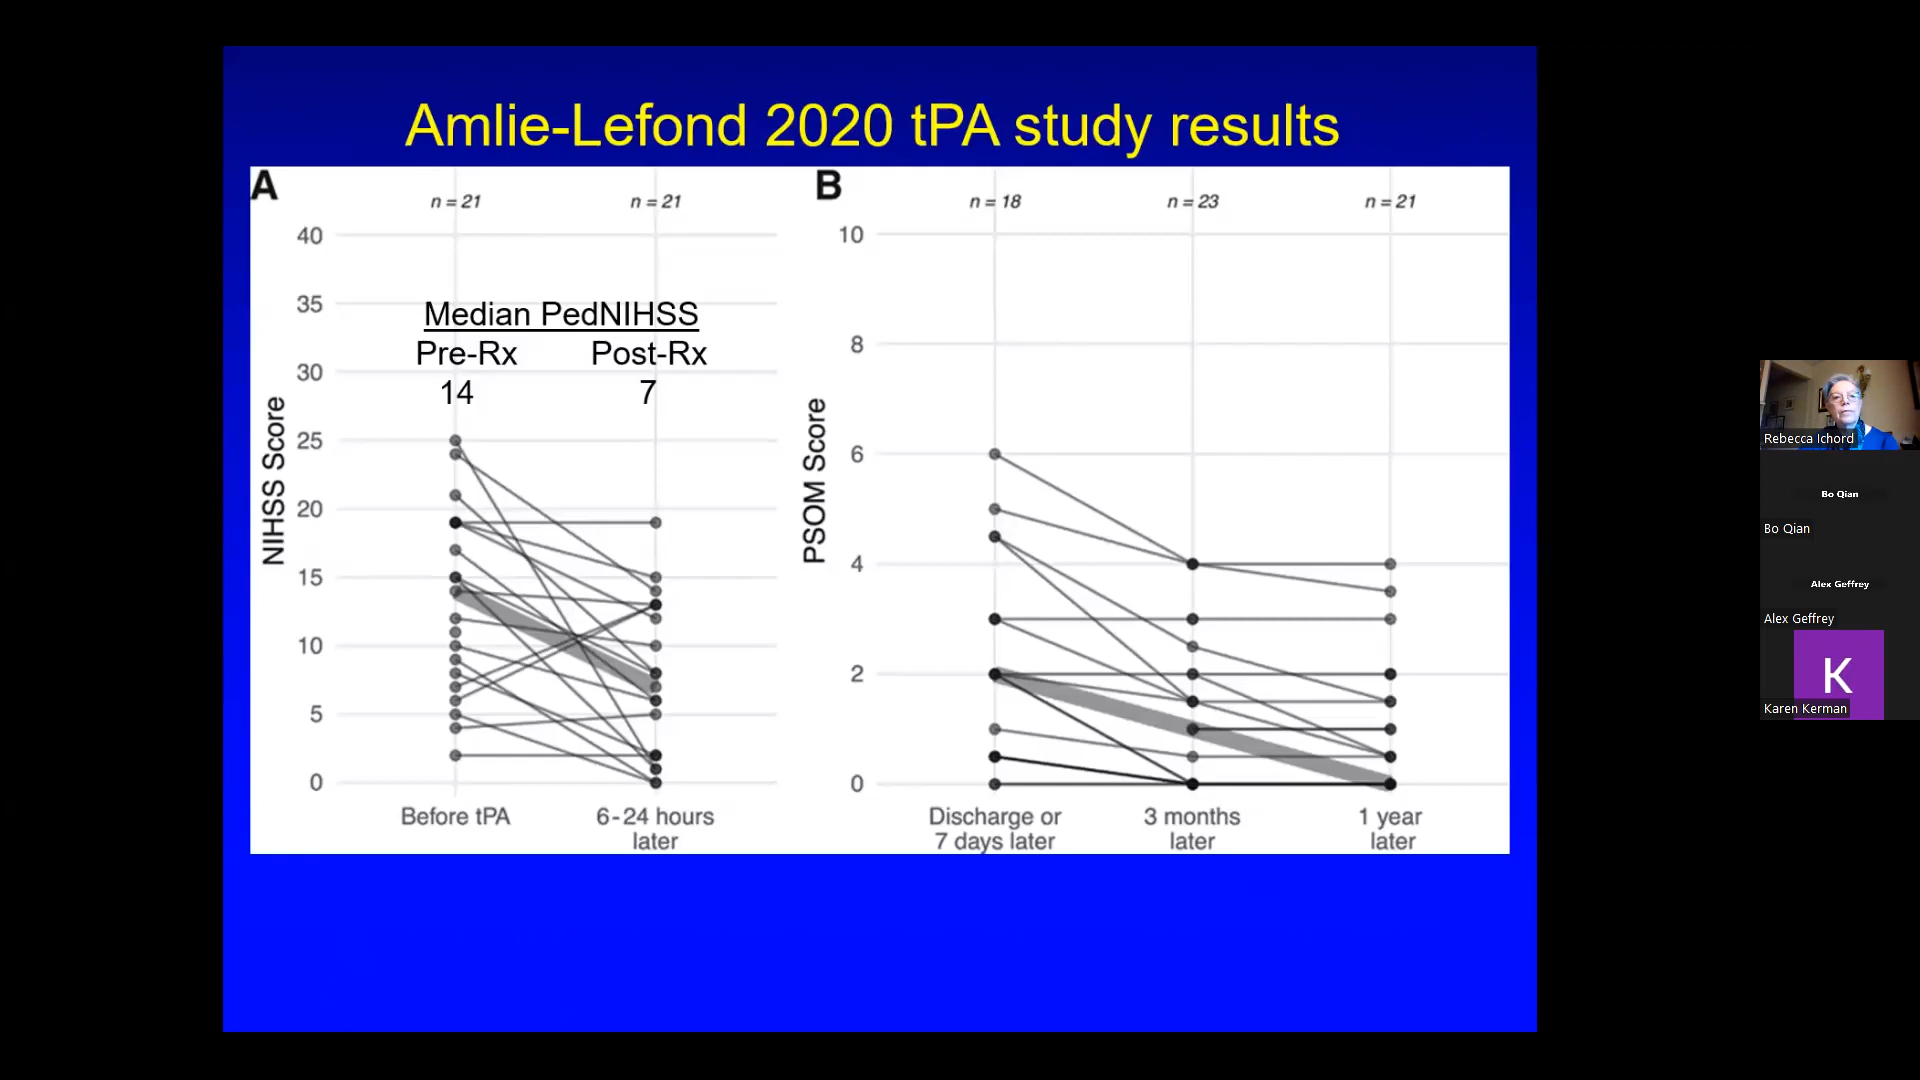 Amlie-Lefond 2020 tPA study results
A
n = 21
n = 21
40
35
30
25
20
15
10
5
0
NIHSS Score
Median PedNIHSS
Pre-Rx Post-Rx
14 7
Before tPA
6-24 hours
later
B
n = 18
n = 23
n = 21
10
8
6
4
2
0
PSOM Score
Discharge or
7 days later
3 months
later
1 year
later
Rebecca Ichord
Bo Qian
Bo Qian
Alex Geffrey
Alex Geffrey
K
Karen Kerman